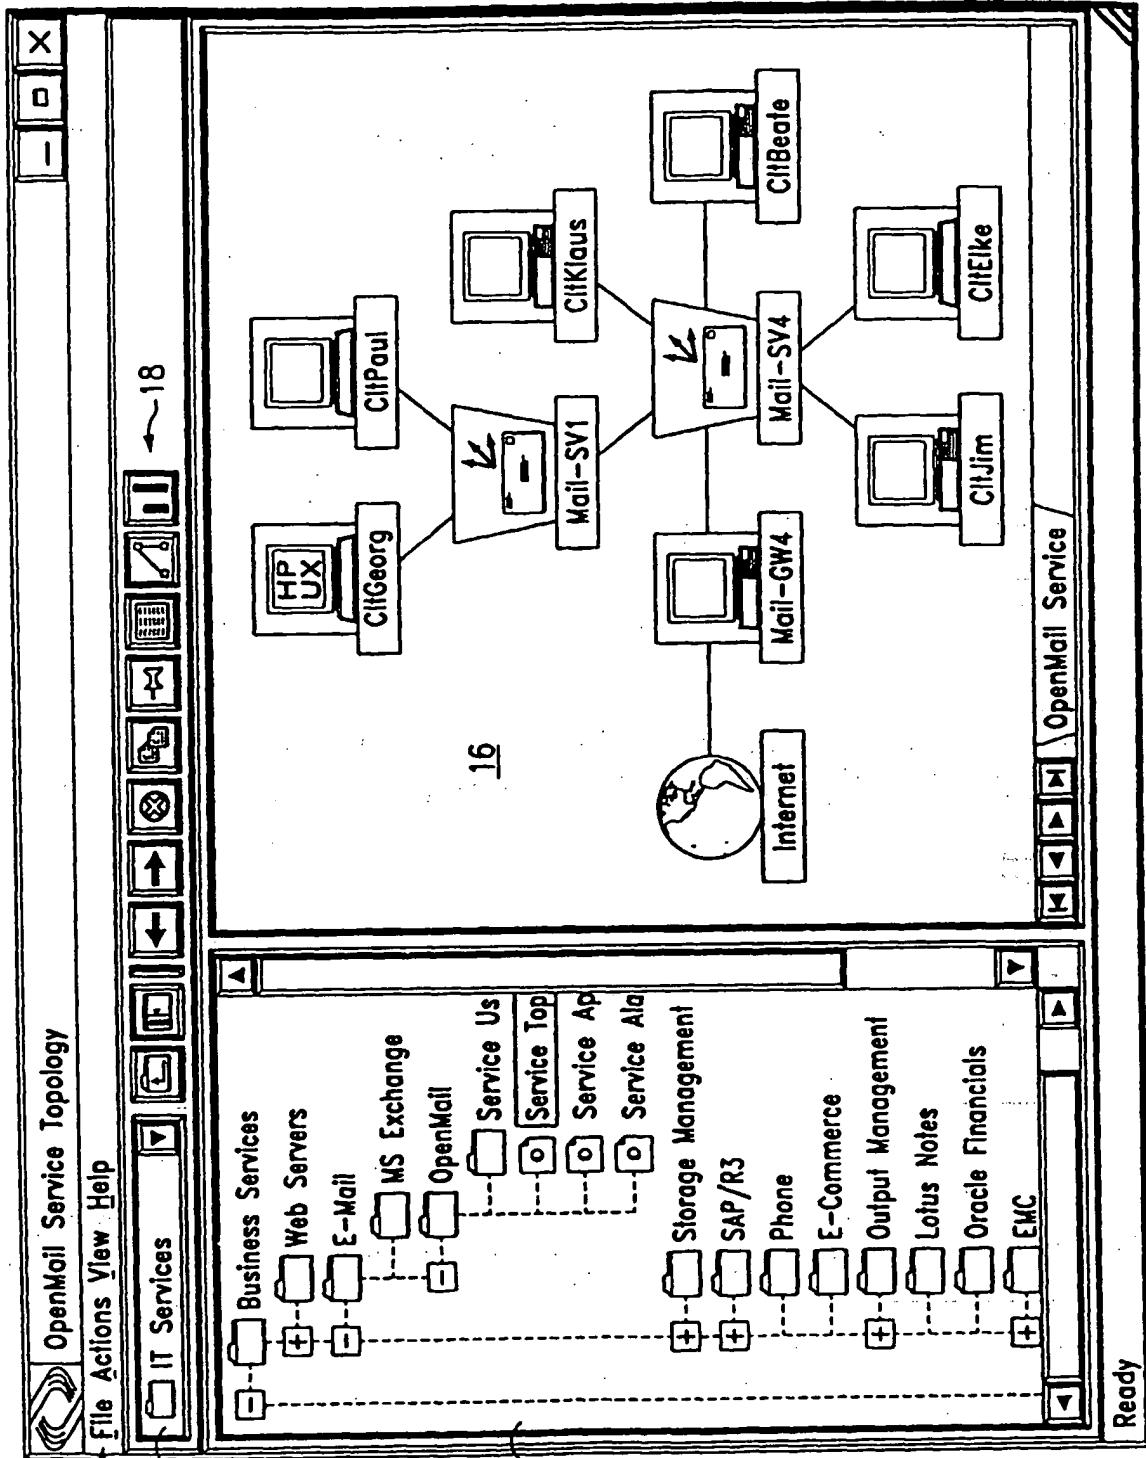 OpenMail Service Topology
File Actions View Help
IT Services
18
Business Services
Web Servers
E-Mail
MS Exchange
OpenMail
Service Us
Service Top
Service Ap
Service Ala
Storage Management
SAP/R3
Phone
E-Commerce
Output Management
Lotus Notes
Oracle Financials
EMC
16
HP
UX
CltGeorg
CltPaul
Mail-SV1
CltKlaus
Internet
Mail-GW4
Mail-SV4
CltBeate
CltJim
CltElke
OpenMail Service
Ready